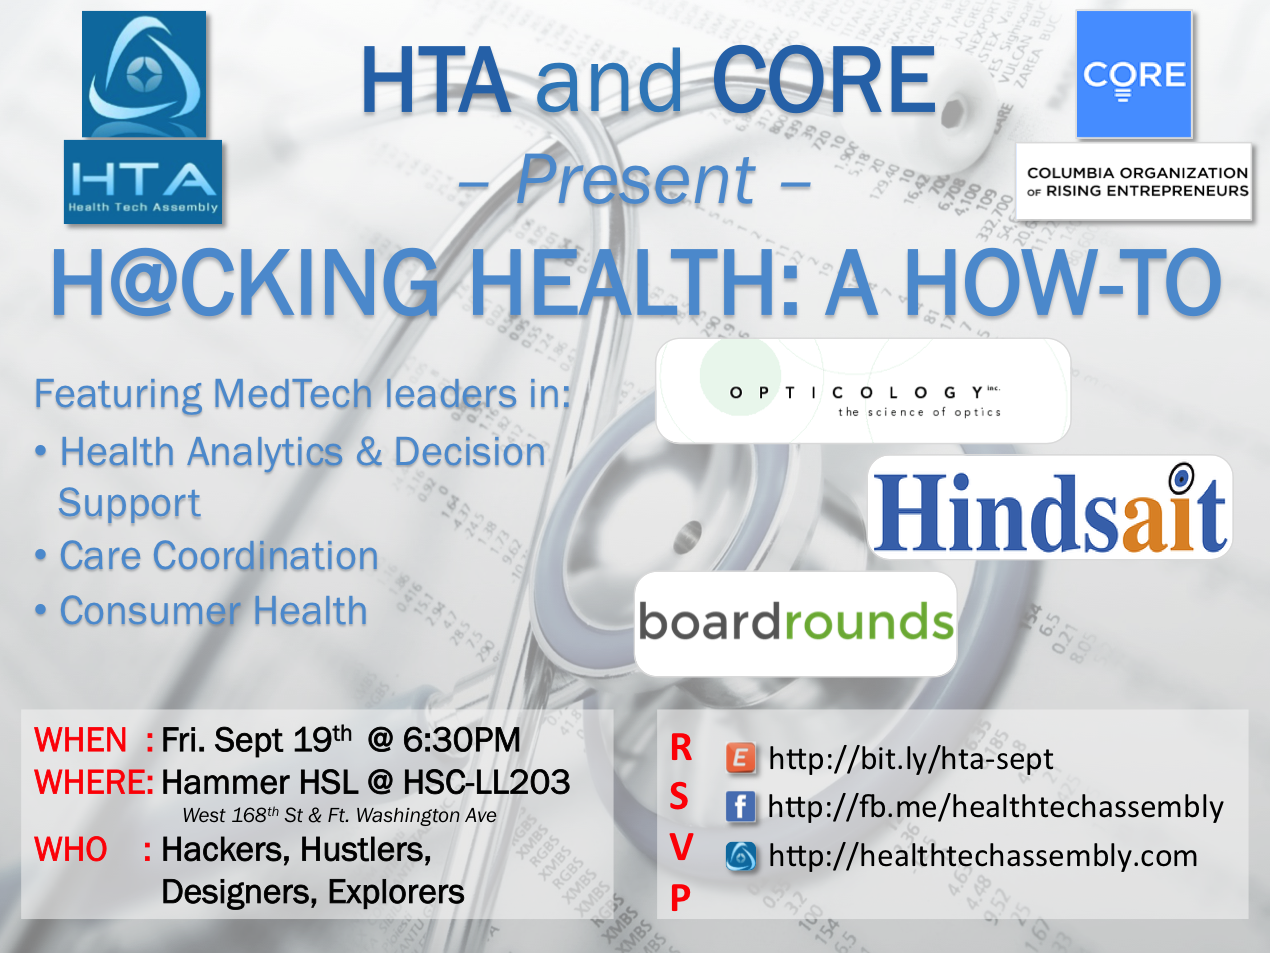 HTA and CORE
– Present –
H@CKING HEALTH: A HOW-TO
HTA
Health Tech Assembly
CORE
COLUMBIA ORGANIZATION
OF RISING ENTREPRENEURS
Featuring MedTech leaders in:
• Health Analytics & Decision
Support
• Care Coordination
• Consumer Health
OPTICOLOGY inc.
the science of optics
Hindsait
boardrounds
WHEN : Fri. Sept 19th @ 6:30PM
WHERE: Hammer HSL @ HSC-LL203
West 168th St & Ft. Washington Ave
WHO : Hackers, Hustlers,
Designers, Explorers
RSVP
http://bit.ly/hta-sept
http://fb.me/healthtechassembly
http://healthtechassembly.com